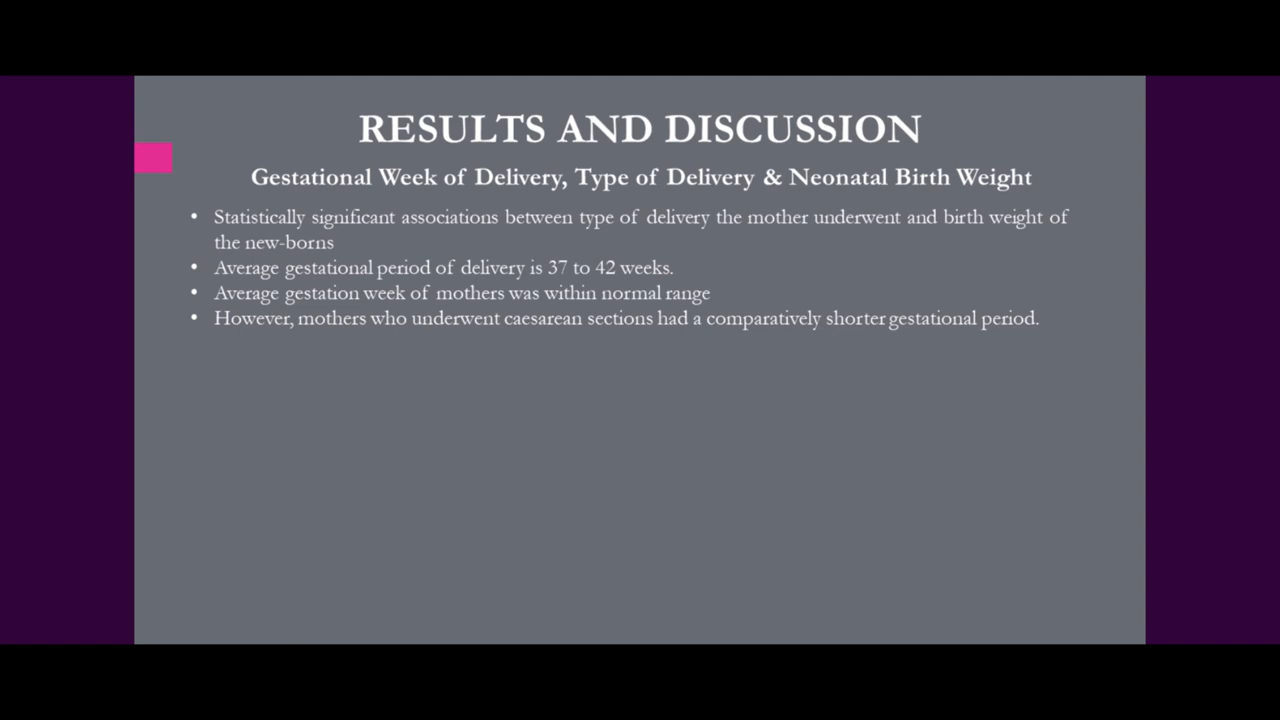 RESULTS AND DISCUSSION
Gestational Week of Delivery, Type of Delivery & Neonatal Birth Weight
• Statistically significant associations between type of delivery the mother underwent and birth weight of
the new-borns
• Average gestational period of delivery is 37 to 42 weeks.
• Average gestation week of mothers was within normal range
• However, mothers who underwent caesarean sections had a comparatively shorter gestational period.